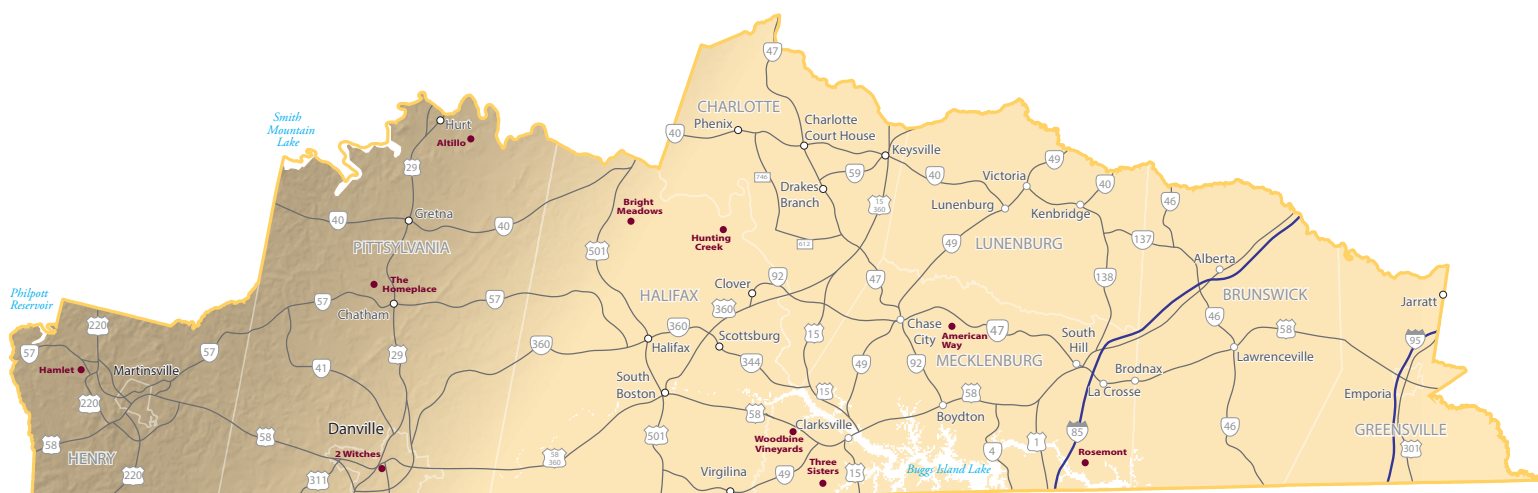 47
CHARLOTTE
Phenix
40
Charlotte
Court House
Keysville
Smith
Mountain
Lake
Hurt
Altillo
29
746
59
Drakes
Branch
15
360
40
49
Victoria
Lunenburg
40
Kenbridge
46
Bright
Meadows
Hunting
Creek
612
40
Gretna
40
PITTSYLVANIA
501
49
LUNENBURG
137
138
Alberta
The
Homeplace
Chatham
57
57
Clover
92
47
HALIFAX
360
BRUNSWICK
Jarratt
Philpott
Reservoir
220
57
57
29
360
360
Halifax
Scottsburg
344
15
Chase
City
American
Way
47
South
Hill
46
58
95
Lawrenceville
Hamlet
Martinsville
41
South
Boston
49
92
MECKLENBURG
Brodnax
La Crosse
58
15
Emporia
220
58
58
Danville
2 Witches
501
58
Woodbine
Vineyards
Clarksville
Boydton
85
46
GREENSVILLE
HENRY
220
311
58
360
Virgilina
49
Three
Sisters
15
Buggs Island Lake
4
1
Rosemont
301